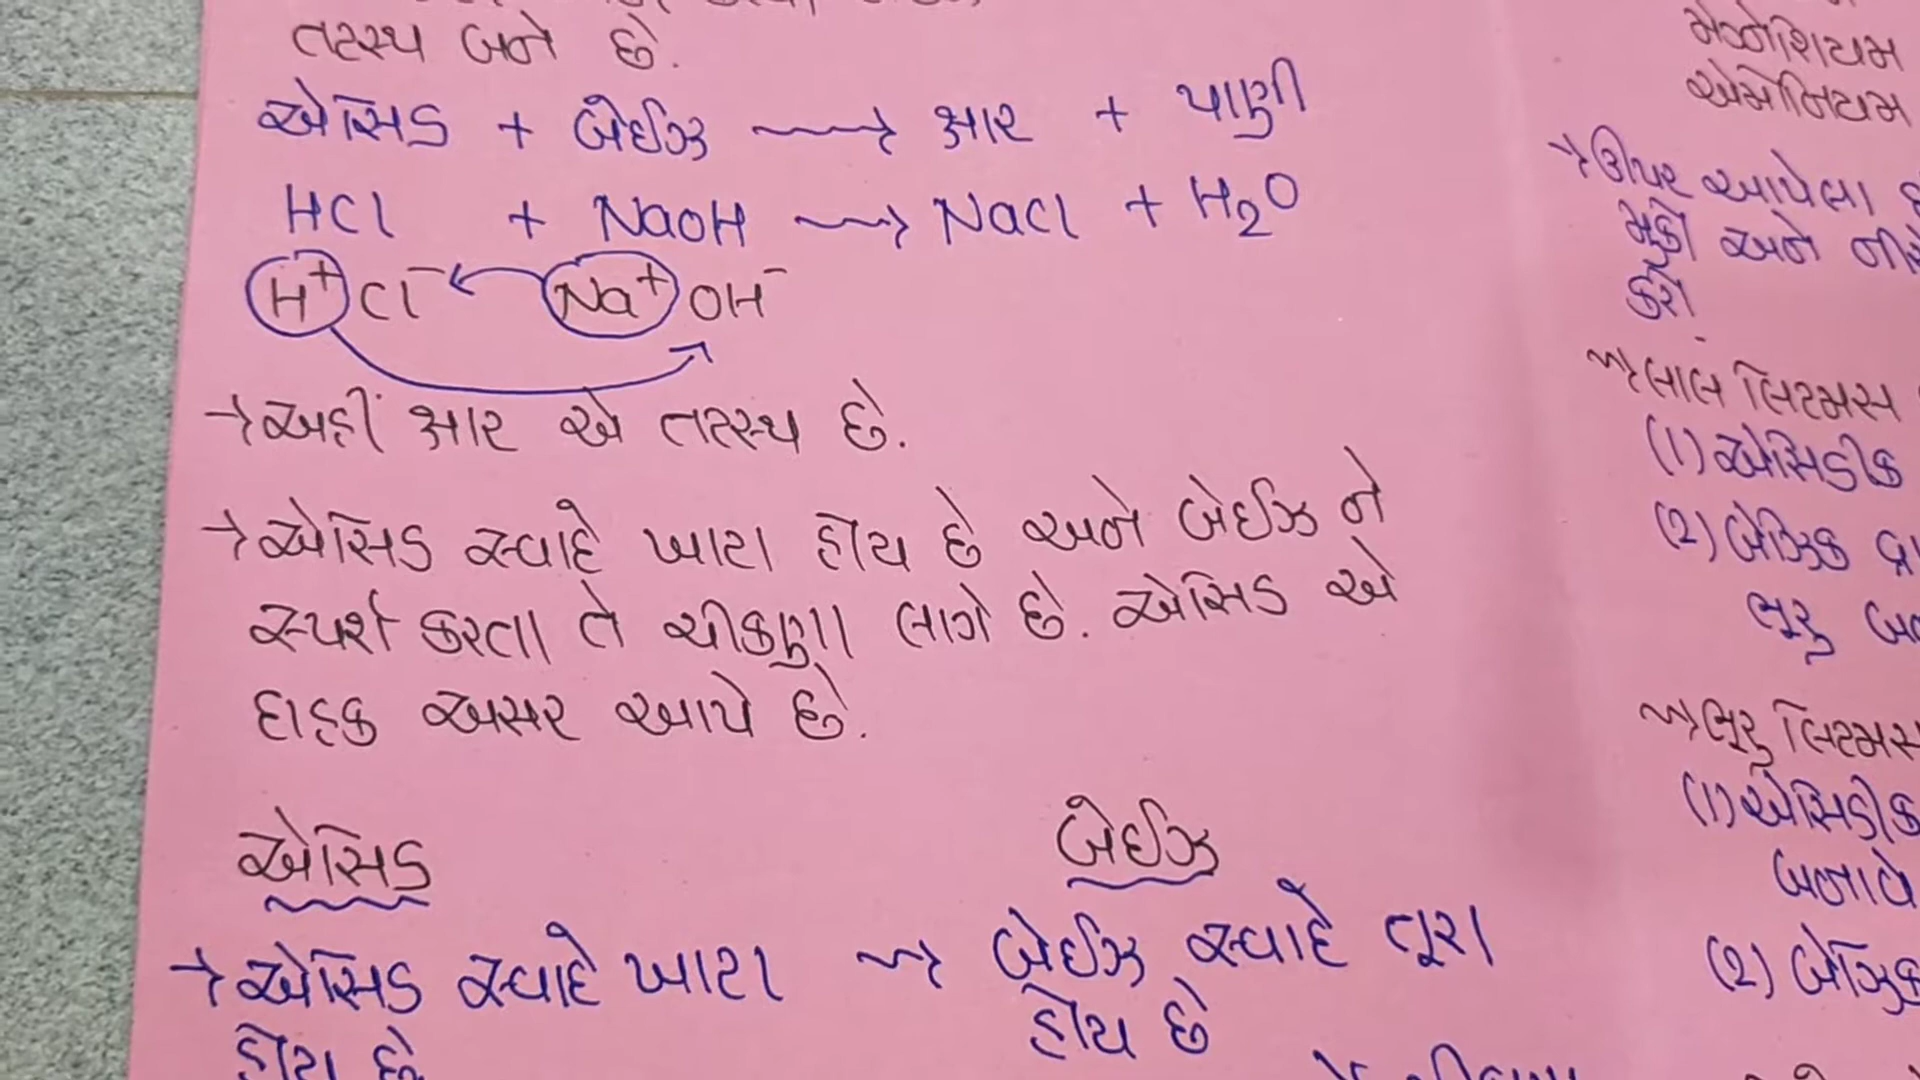 તટસ્થ બને છે.
એસિડ + બેઈઝ → ક્ષાર + પાણી
HCl + NaOH → NaCl + H₂O
H⁺ Cl⁻ ← Na⁺ OH⁻
→ અહીં ક્ષાર એ તટસ્થ છે.
→ એસિડ સ્વાદે ખાટા હોય છે અને બેઈઝ ને
સ્પર્શ કરતા તે ચીકણા લાગે છે. એસિડ એ
દાહક અસર આપે છે.
એસિડ
→ એસિડ સ્વાદે ખાટા
હોય છે
બેઈઝ
→ બેઈઝ સ્વાદે તૂરા
હોય છે
મેગ્નેશિયમ
એમોનિયમ
→ ઊપર આપેલા
મૂકો અને
કરો
→ લાલ લિટમસ
(1) એસિડીક
(2) બેઝિક
ભૂરુ
→ ભૂરુ લિટમસ
(1) એસિડીક
બનાવે
(2) બેઝિક